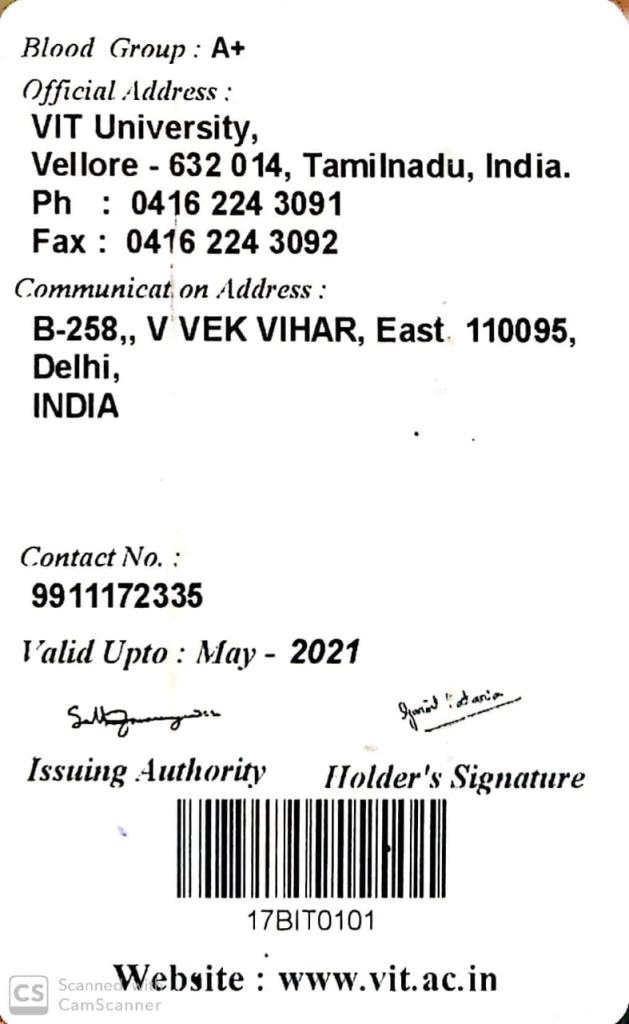 Blood Group : A+
Official Address :
VIT University,
Vellore - 632 014, Tamilnadu, India.
Ph : 0416 224 3091
Fax : 0416 224 3092
Communicat on Address :
B-258,, V VEK VIHAR, East 110095,
Delhi,
INDIA
Contact No. :
9911172335
Valid Upto : May - 2021
Issuing Authority Holder's Signature
17BIT0101
Website : www.vit.ac.in
CS Scanned with
CamScanner